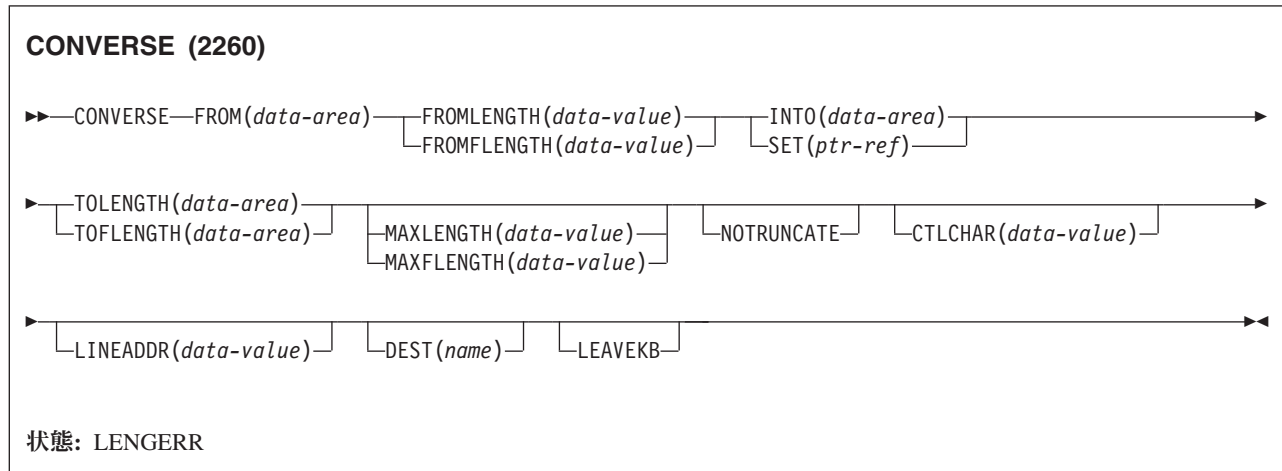 CONVERSE (2260)
CONVERSE FROM(data-area) FROMLENGTH(data-value) INTO(data-area)
FROMFLENGTH(data-value) SET(ptr-ref)
TOLENGTH(data-area)
TOFLENGTH(data-area) MAXLENGTH(data-value) NOTRUNCATE CTLCHAR(data-value)
MAXFLENGTH(data-value)
LINEADDR(data-value) DEST(name) LEAVEKB
状態: LENGERR